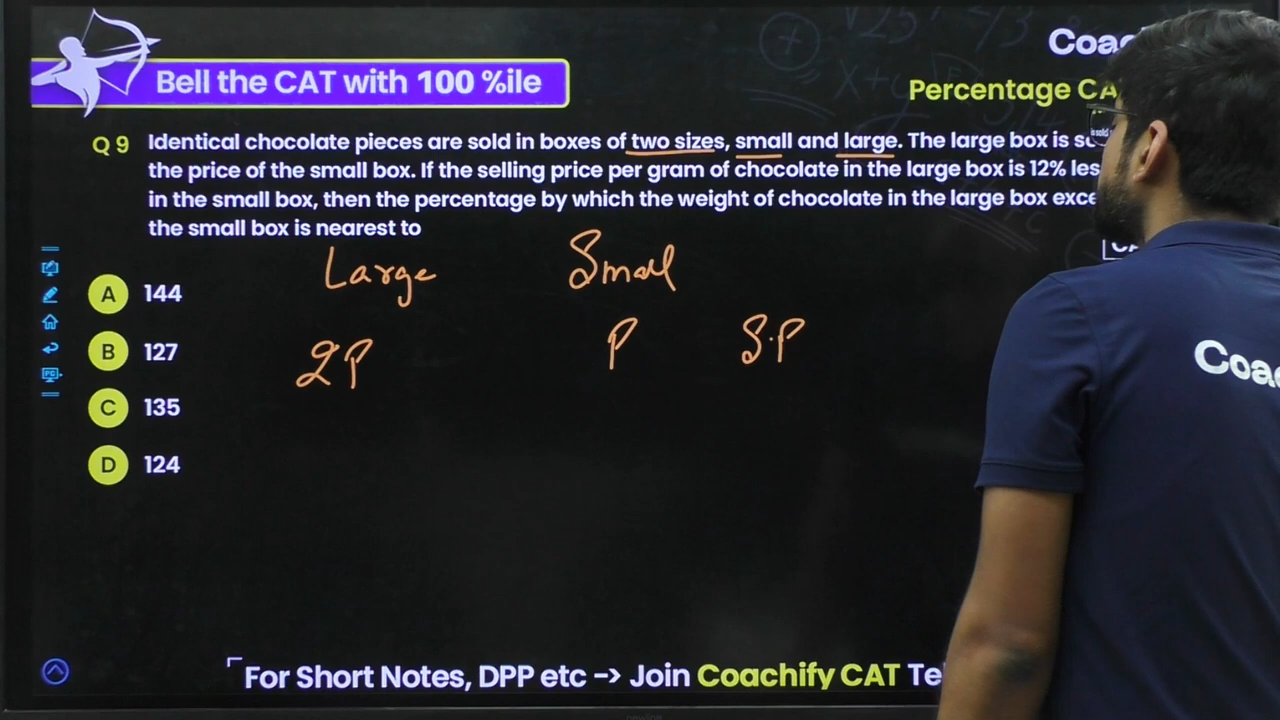 Coac
Bell the CAT with 100 %ile
Percentage CA
Q 9 Identical chocolate pieces are sold in boxes of two sizes, small and large. The large box is
the price of the small box. If the selling price per gram of chocolate in the large box is 12% les
in the small box, then the percentage by which the weight of chocolate in the large box exce
the small box is nearest to
Large Small
A 144
2P P S.P
B 127
C 135
D 124
Coac
For Short Notes, DPP etc -> Join Coachify CAT Te